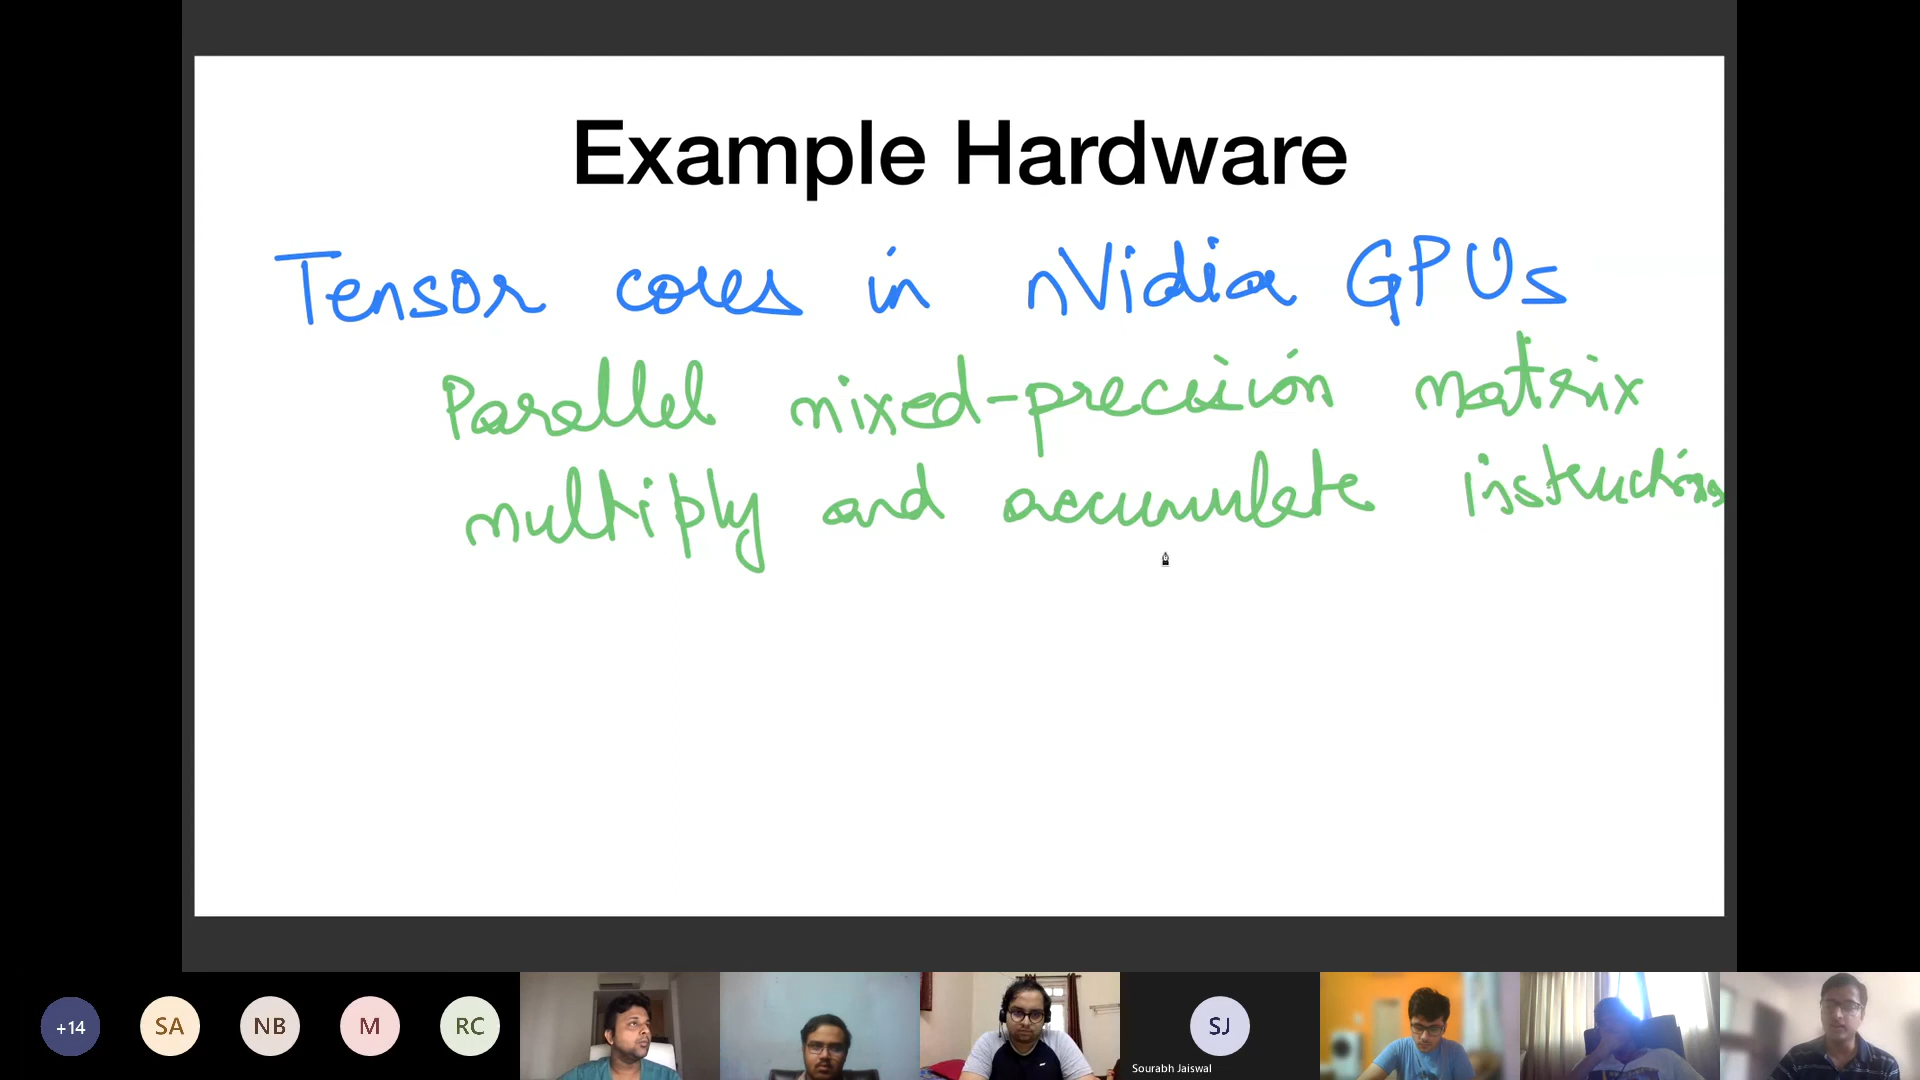 Example Hardware
Tensor cores in nVidia GPUs
Parallel mixed-precision matrix
multiply and accumulate instructions
+14
SA
NB
M
RC
SJ
Sourabh Jaiswal